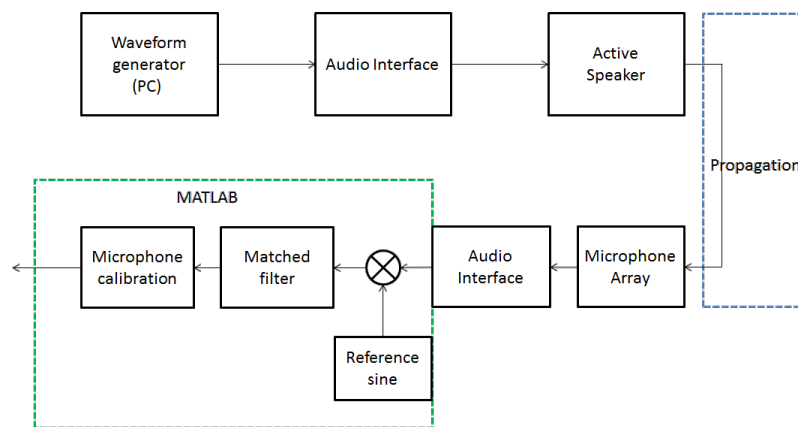 Waveform
generator
(PC)
Audio Interface
Active
Speaker
Propagation
MATLAB
Microphone
calibration
Matched
filter
Audio
Interface
Microphone
Array
Reference
sine